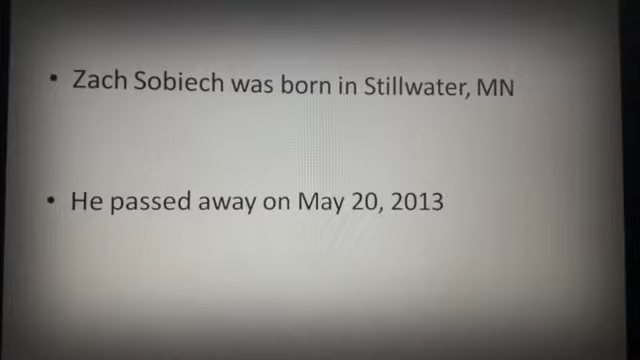 • Zach Sobiech was born in Stillwater, MN
• He passed away on May 20, 2013